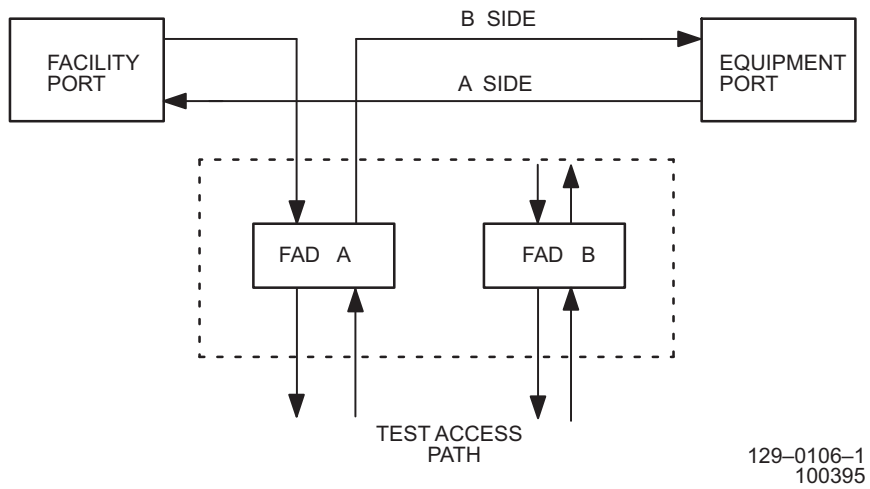 B SIDE
FACILITY
PORT
EQUIPMENT
PORT
A SIDE
FAD A
FAD B
TEST ACCESS
PATH
129–0106–1
100395